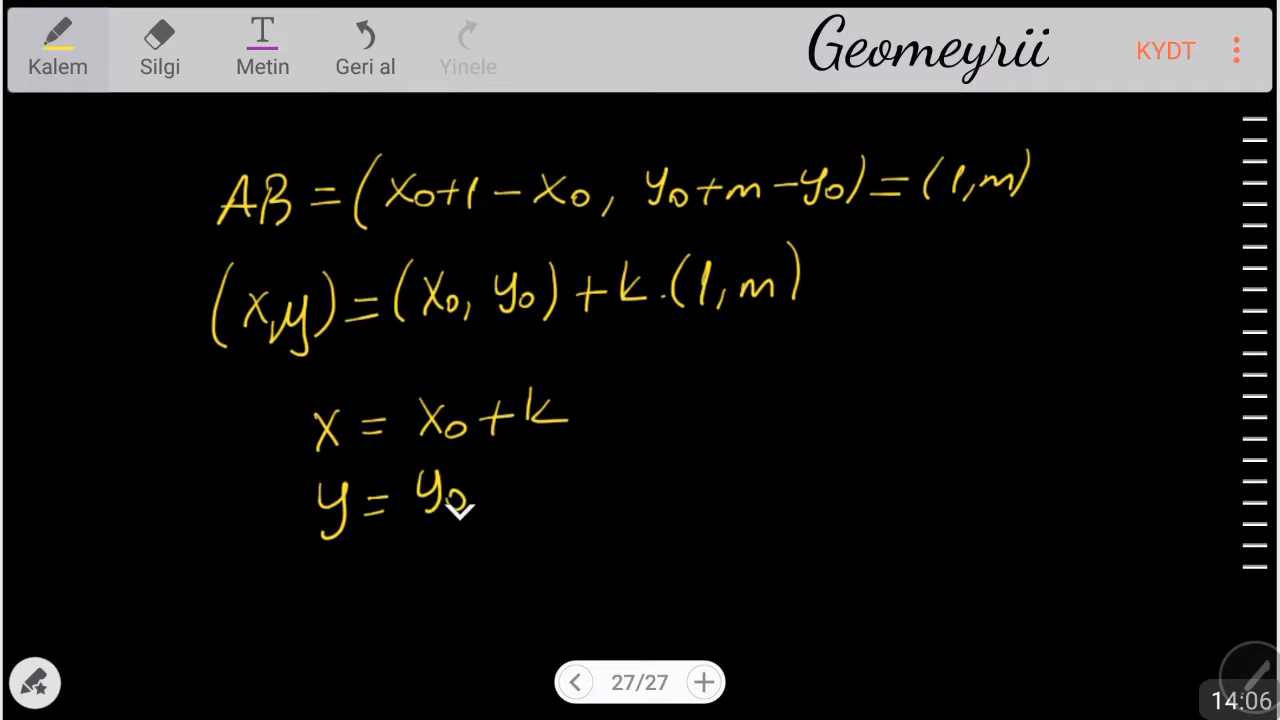 Kalem Silgi Metin Geri al Yinele Geomeyrii KYDT
AB = (x₀+1 - x₀, y₀+m - y₀) = (1, m)
(x,y) = (x₀, y₀) + k.(1, m)
x = x₀ + k
y = y₀
27/27
14:06